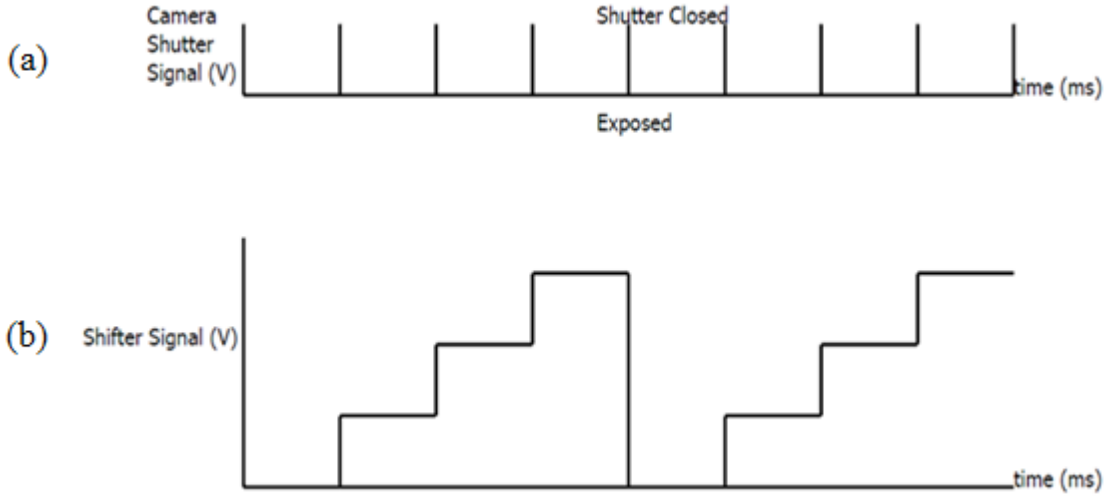 (a)
Camera
Shutter
Signal (V)
Shutter Closed
time (ms)
Exposed
(b)
Shifter Signal (V)
time (ms)